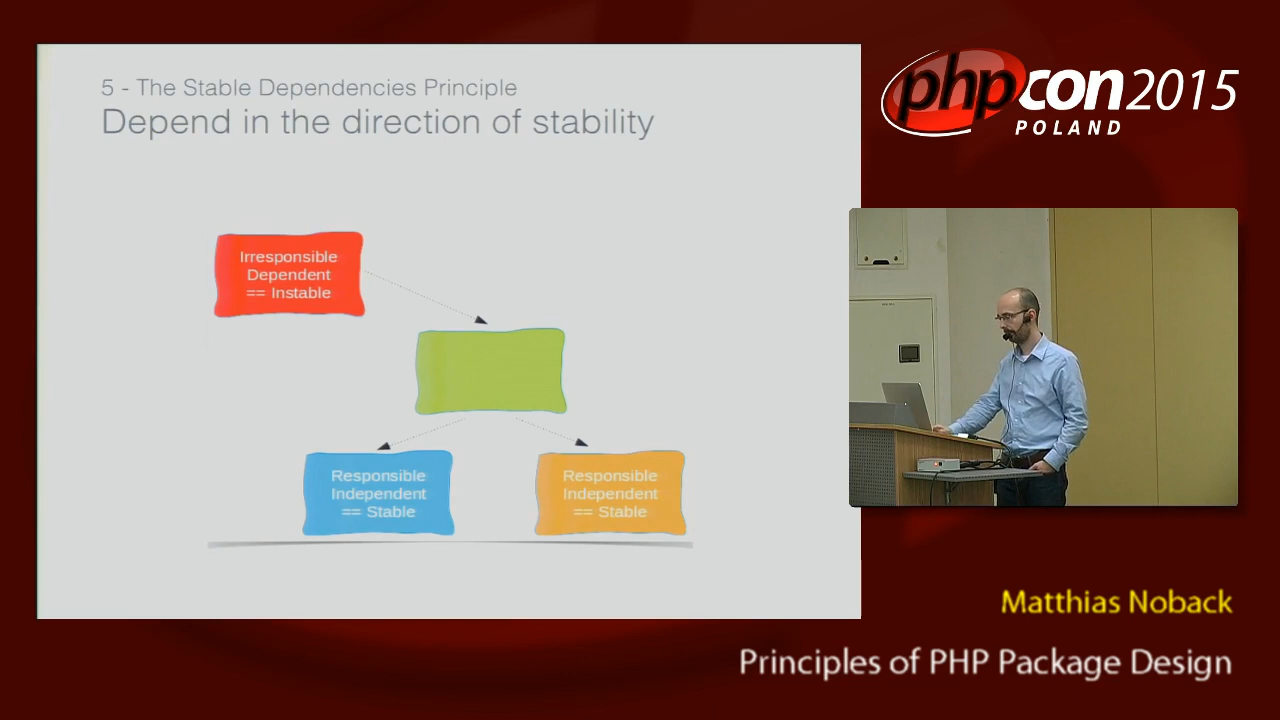 5 - The Stable Dependencies Principle
Depend in the direction of stability
Irresponsible
Dependent
== Instable
Responsible
Independent
== Stable
Responsible
Independent
== Stable
phpcon2015
POLAND
Matthias Noback
Principles of PHP Package Design